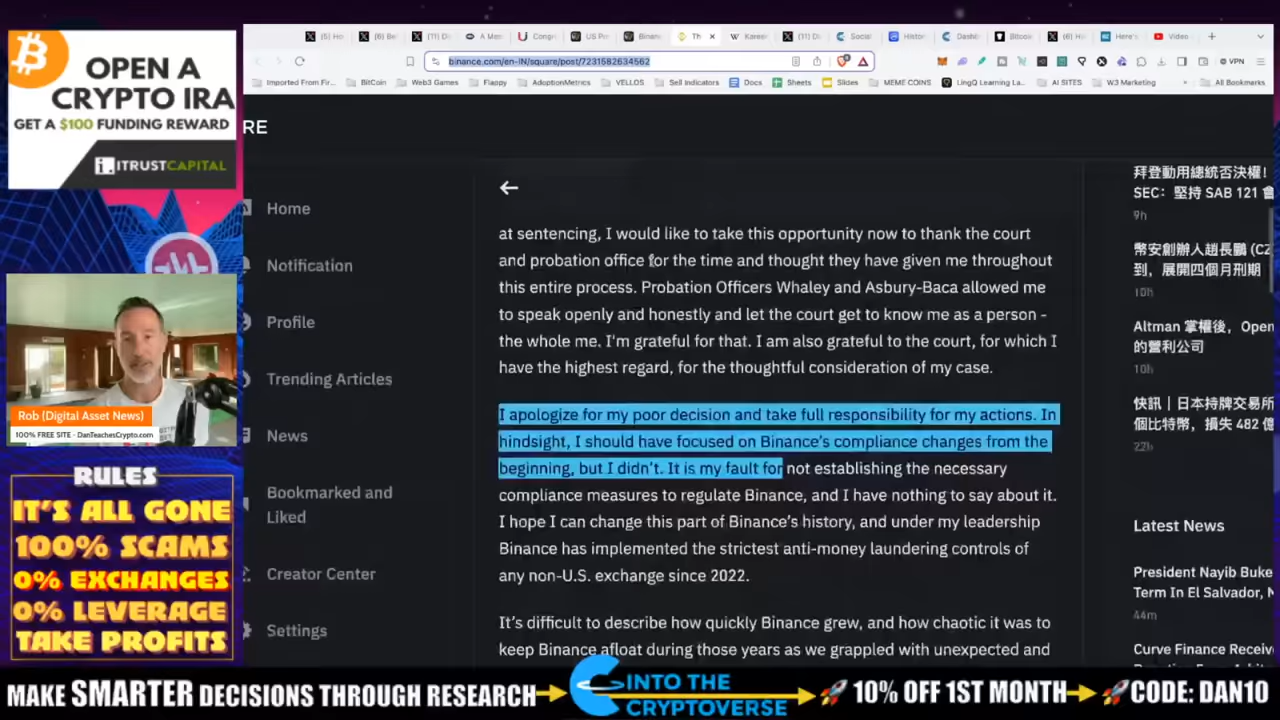 OPEN A
CRYPTO IRA
GET A $100 FUNDING REWARD
ITRUSTCAPITAL
Rob (Digital Asset News)
100% FREE SITE - DanTeachesCrypto.com
RULES
IT'S ALL GONE
100% SCAMS
0% EXCHANGES
0% LEVERAGE
TAKE PROFITS
binance.com/en-IN/square/post/7231582634562
VPN
Imported From Fir... BitCoin Web3 Games Flappy AdoptionMetrics VELLOS Sell Indicators Docs Sheets Slides MEME COINS LingQ Learning La... AI SITES W3 Marketing All Bookmarks
RE
Home
Notification
Profile
Trending Articles
News
Bookmarked and
Liked
Creator Center
Settings
at sentencing, I would like to take this opportunity now to thank the court
and probation office for the time and thought they have given me throughout
this entire process. Probation Officers Whaley and Asbury-Baca allowed me
to speak openly and honestly and let the court get to know me as a person -
the whole me. I'm grateful for that. I am also grateful to the court, for which I
have the highest regard, for the thoughtful consideration of my case.
I apologize for my poor decision and take full responsibility for my actions. In
hindsight, I should have focused on Binance's compliance changes from the
beginning, but I didn't. It is my fault for not establishing the necessary
compliance measures to regulate Binance, and I have nothing to say about it.
I hope I can change this part of Binance's history, and under my leadership
Binance has implemented the strictest anti-money laundering controls of
any non-U.S. exchange since 2022.
It's difficult to describe how quickly Binance grew, and how chaotic it was to
keep Binance afloat during those years as we grappled with unexpected and
拜登動用總統否決權!
SEC：堅持 SAB 121
9h
幣安創辦人趙長鵬 (CZ
到，展開四個月刑期
10h
Altman 掌權後，Open
的營利公司
10h
快訊｜日本持牌交易所
個比特幣，損失 482 億
22h
Latest News
President Nayib Buke
Term In El Salvador,
44m
Curve Finance Receiv
MAKE SMARTER DECISIONS THROUGH RESEARCH
INTO THE
CRYPTOVERSE
10% OFF 1ST MONTH
CODE: DAN10